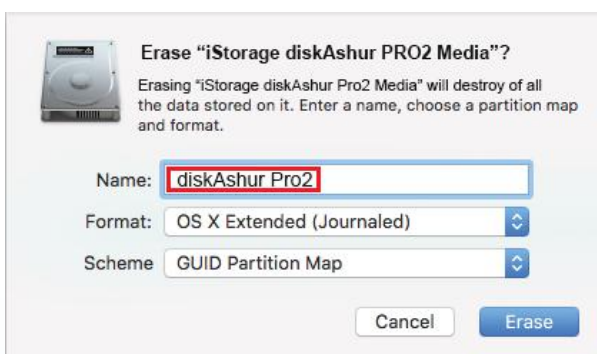 Erase “iStorage diskAshur PRO2 Media”?
Erasing “iStorage diskAshur Pro2 Media” will destroy of all
the data stored on it. Enter a name, choose a partition map
and format.
Name: diskAshur Pro2
Format: OS X Extended (Journaled)
Scheme GUID Partition Map
Cancel Erase